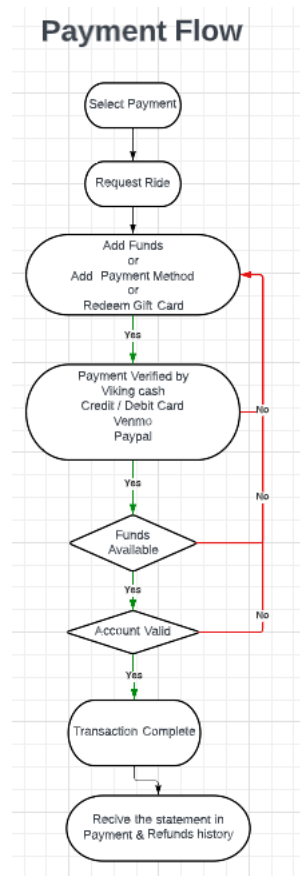 Payment Flow
Select Payment
Request Ride
Add Funds
or
Add Payment Method
or
Redeem Gift Card
Yes
Payment Verified by
Viking cash
Credit / Debit Card
Venmo
Paypal
No
Yes
No
Funds
Available
Yes
No
Account Valid
Yes
Transaction Complete
Recive the statement in
Payment & Refunds history